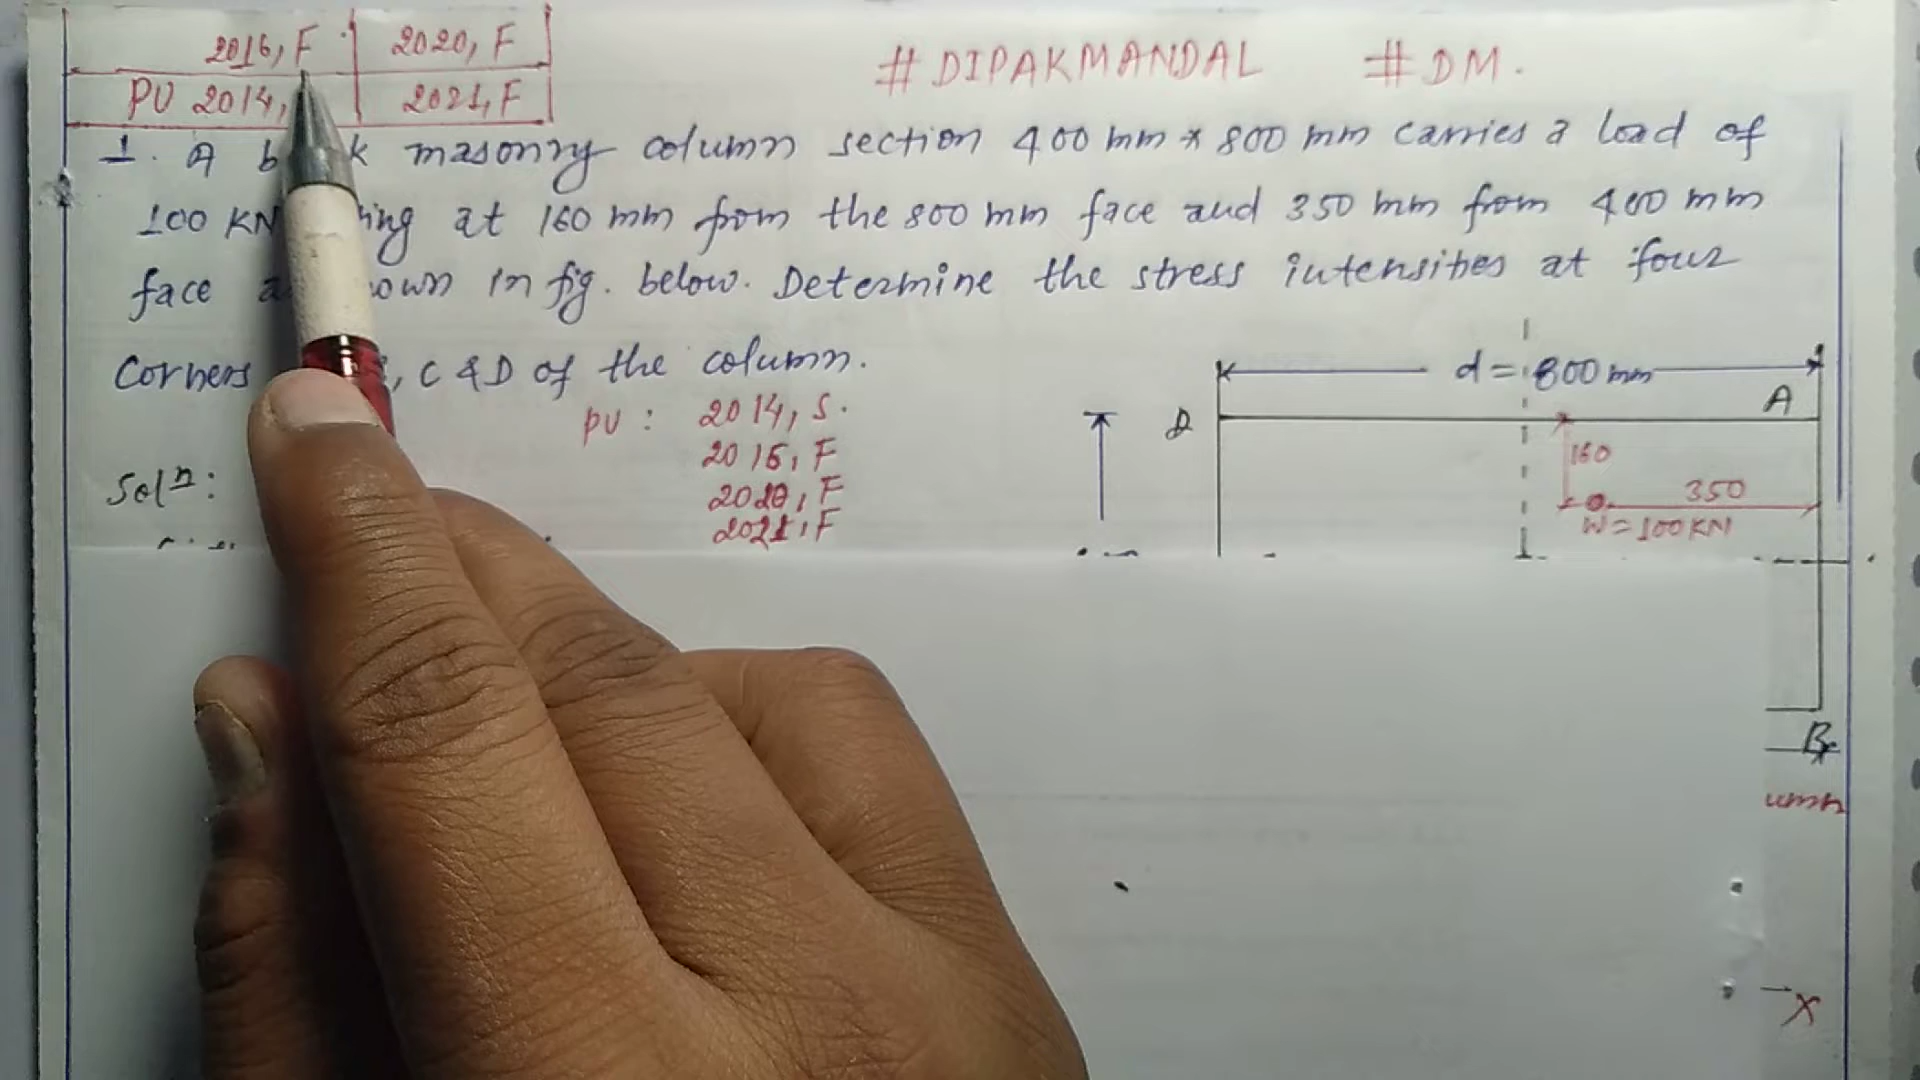 2016, F 2020, F
PU 2014, 2021, F
#DIPAKMANDAL #DM.
1. A masonry column section 400 mm * 800 mm carries a load of
100 KN at 160 mm from the 800 mm face and 350 mm from 400 mm
face in fig. below. Determine the stress intensities at four
Corners , C & D of the column.
PU : 2014, S.
2016, F
2020, F
2021, F
Solⁿ:
d = 800 mm
D A
160
350
W = 100 KN
B
umn
X